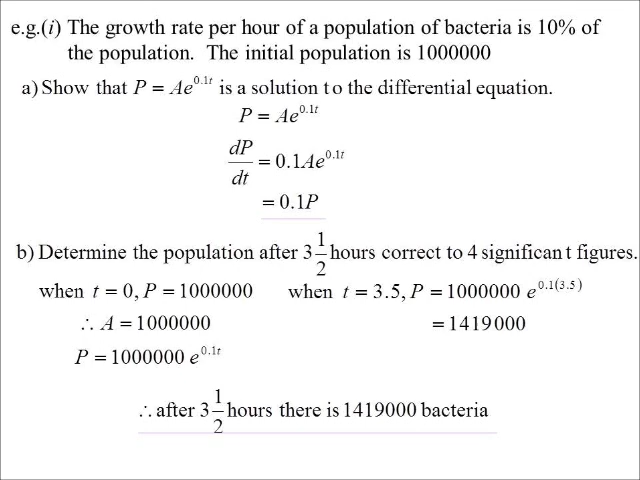 e.g.(i) The growth rate per hour of a population of bacteria is 10% of
the population. The initial population is 1000000
a) Show that P = Ae^{0.1t} is a solution to the differential equation.
P = Ae^{0.1t}
dP/dt = 0.1Ae^{0.1t}
= 0.1P
b) Determine the population after 3 1/2 hours correct to 4 significant figures.
when t = 0, P = 1000000
∴ A = 1000000
P = 1000000 e^{0.1t}
when t = 3.5, P = 1000000 e^{0.1(3.5)}
= 1419000
∴ after 3 1/2 hours there is 1419000 bacteria